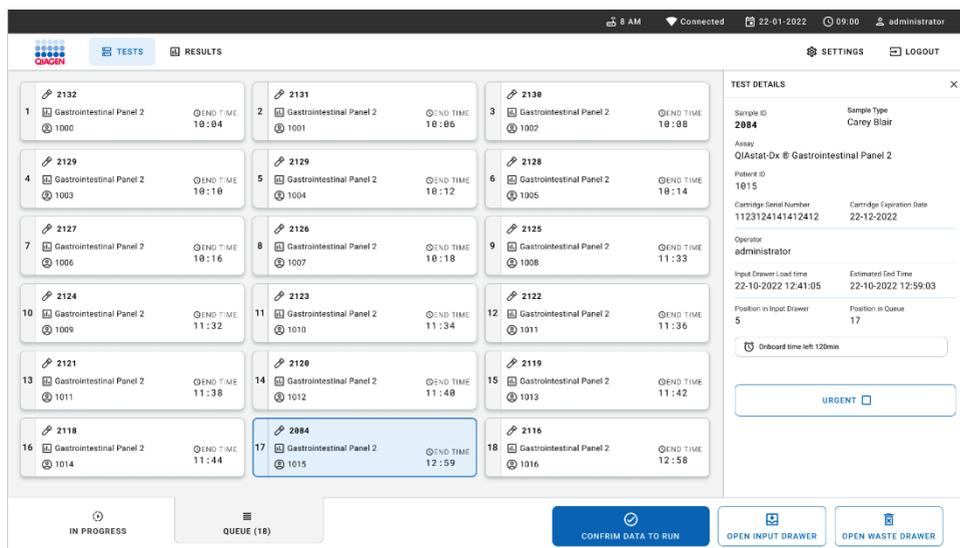 8 AM Connected 22-01-2022 09:00 administrator
QIAGEN TESTS RESULTS SETTINGS LOGOUT
1 2132 Gastrointestinal Panel 2 1000 END TIME 10:04
2 2131 Gastrointestinal Panel 2 1001 END TIME 10:06
3 2130 Gastrointestinal Panel 2 1002 END TIME 10:08
4 2129 Gastrointestinal Panel 2 1003 END TIME 10:10
5 2129 Gastrointestinal Panel 2 1004 END TIME 10:12
6 2128 Gastrointestinal Panel 2 1005 END TIME 10:14
7 2127 Gastrointestinal Panel 2 1006 END TIME 10:16
8 2126 Gastrointestinal Panel 2 1007 END TIME 10:18
9 2125 Gastrointestinal Panel 2 1008 END TIME 11:33
10 2124 Gastrointestinal Panel 2 1009 END TIME 11:32
11 2123 Gastrointestinal Panel 2 1010 END TIME 11:34
12 2122 Gastrointestinal Panel 2 1011 END TIME 11:36
13 2121 Gastrointestinal Panel 2 1011 END TIME 11:38
14 2120 Gastrointestinal Panel 2 1012 END TIME 11:40
15 2119 Gastrointestinal Panel 2 1013 END TIME 11:42
16 2118 Gastrointestinal Panel 2 1014 END TIME 11:44
17 2084 Gastrointestinal Panel 2 1015 END TIME 12:59
18 2116 Gastrointestinal Panel 2 1016 END TIME 12:58
TEST DETAILS
Sample ID Sample Type
2084 Carey Blair
Assay
QIAstat-Dx ® Gastrointestinal Panel 2
Patient ID
1015
Cartridge Serial Number Cartridge Expiration Date
1123124141412412 22-12-2022
Operator
administrator
Input Drawer Load time Estimated End Time
22-10-2022 12:41:05 22-10-2022 12:59:03
Position in Input Drawer Position in Queue
5 17
Onboard time left 120min
URGENT
IN PROGRESS QUEUE (18) CONFRIM DATA TO RUN OPEN INPUT DRAWER OPEN WASTE DRAWER